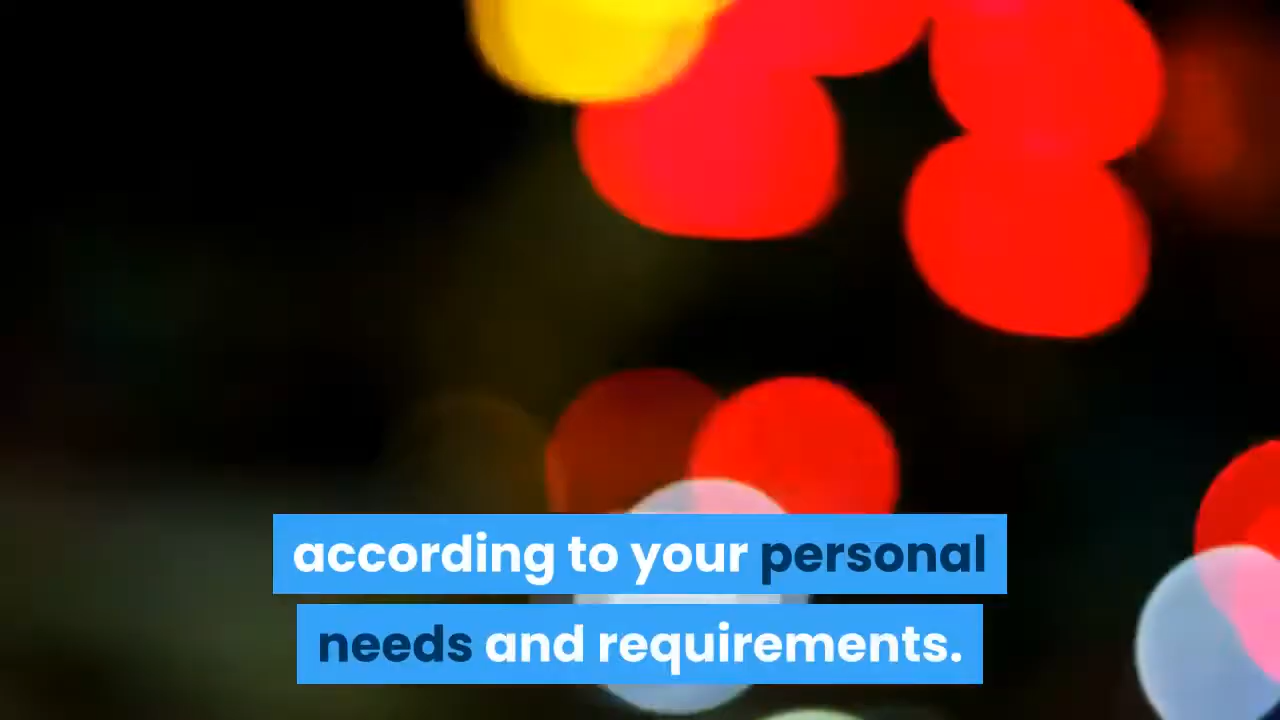 according to your personal
needs and requirements.